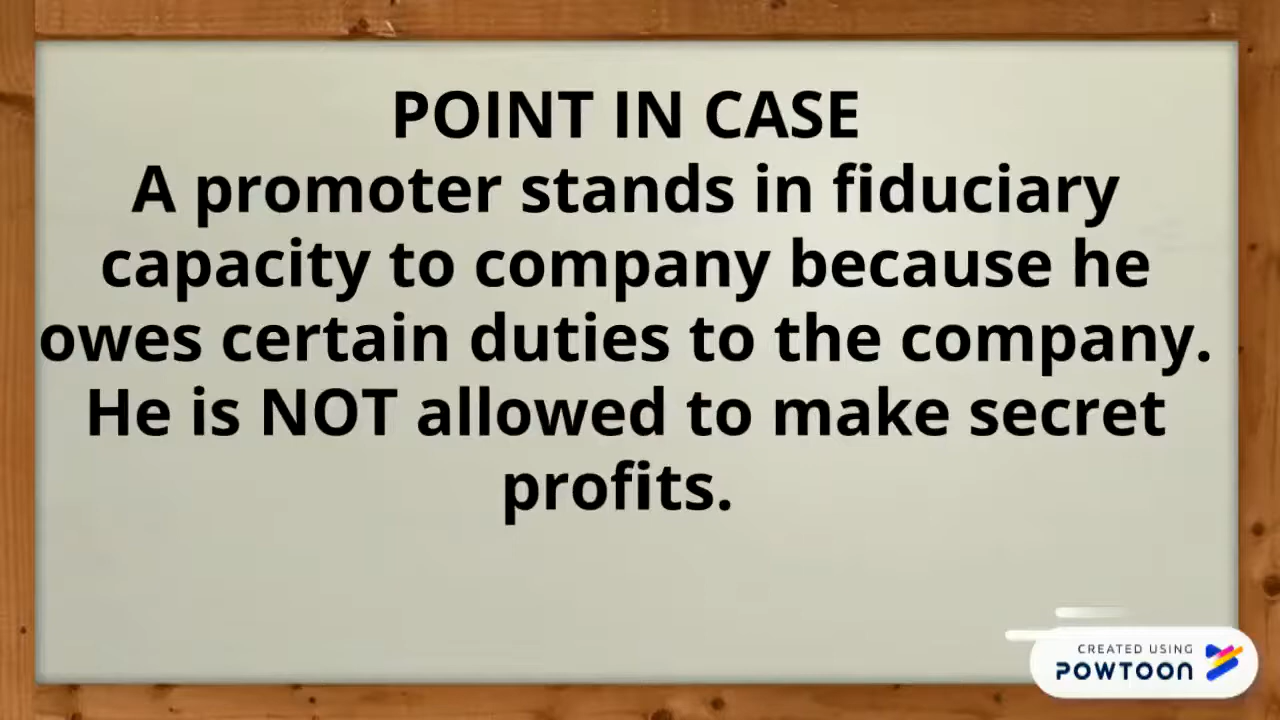 POINT IN CASE
A promoter stands in fiduciary
capacity to company because he
owes certain duties to the company.
He is NOT allowed to make secret
profits.
CREATED USING
POWTOON